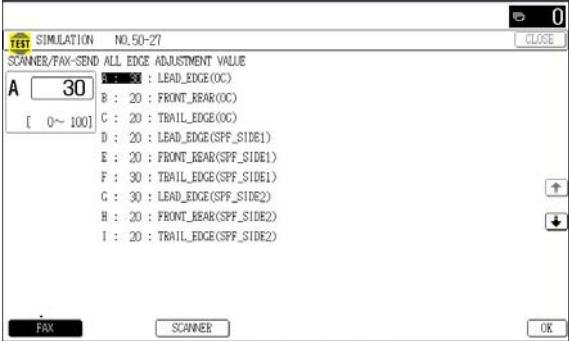 0
TEST SIMULATION NO.50-27 CLOSE
SCANNER/FAX-SEND ALL EDGE ADJUSTMENT VALUE
A 30
[ 0~ 100]
A : 30 : LEAD_EDGE(OC)
B : 20 : FRONT_REAR(OC)
C : 20 : TRAIL_EDGE(OC)
D : 20 : LEAD_EDGE(SPF_SIDE1)
E : 20 : FRONT_REAR(SPF_SIDE1)
F : 30 : TRAIL_EDGE(SPF_SIDE1)
G : 30 : LEAD_EDGE(SPF_SIDE2)
H : 20 : FRONT_REAR(SPF_SIDE2)
I : 20 : TRAIL_EDGE(SPF_SIDE2)
FAX SCANNER OK